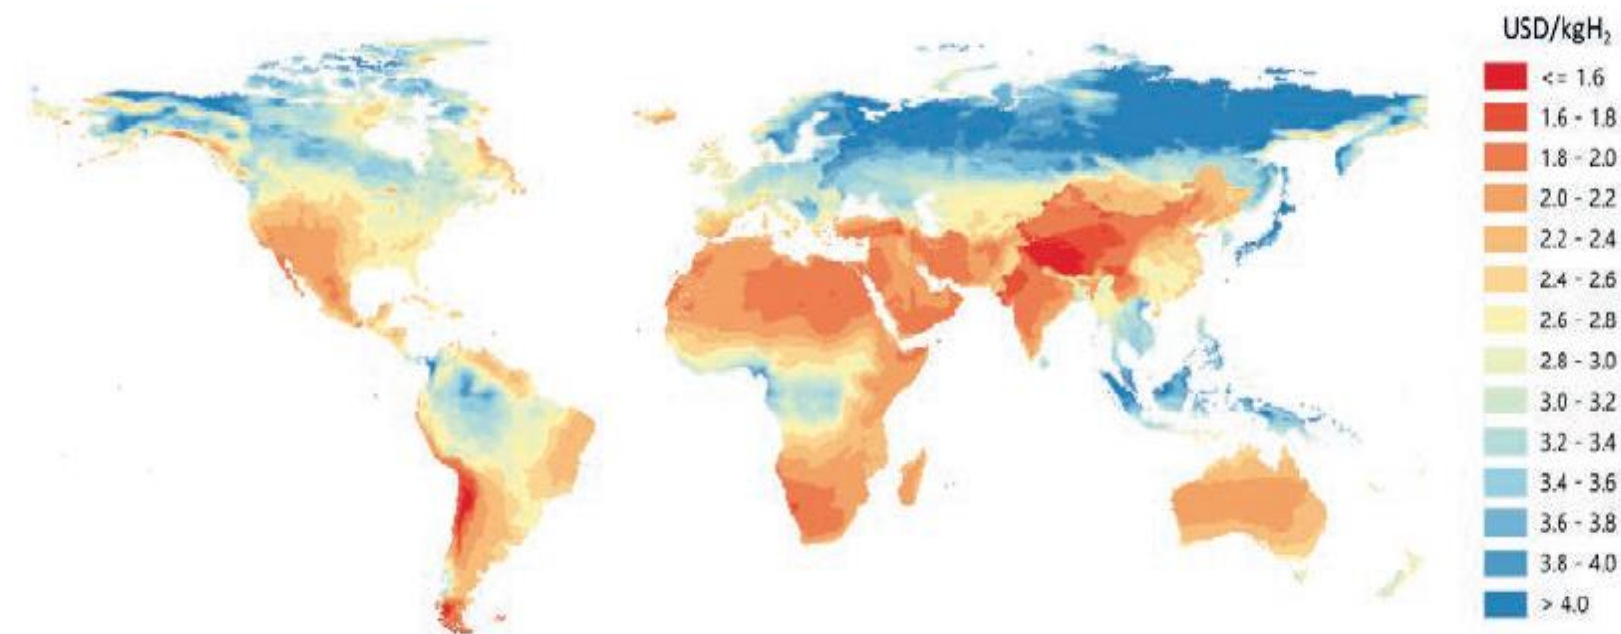 USD/kgH₂
<= 1.6
1.6 - 1.8
1.8 - 2.0
2.0 - 2.2
2.2 - 2.4
2.4 - 2.6
2.6 - 2.8
2.8 - 3.0
3.0 - 3.2
3.2 - 3.4
3.4 - 3.6
3.6 - 3.8
3.8 - 4.0
> 4.0